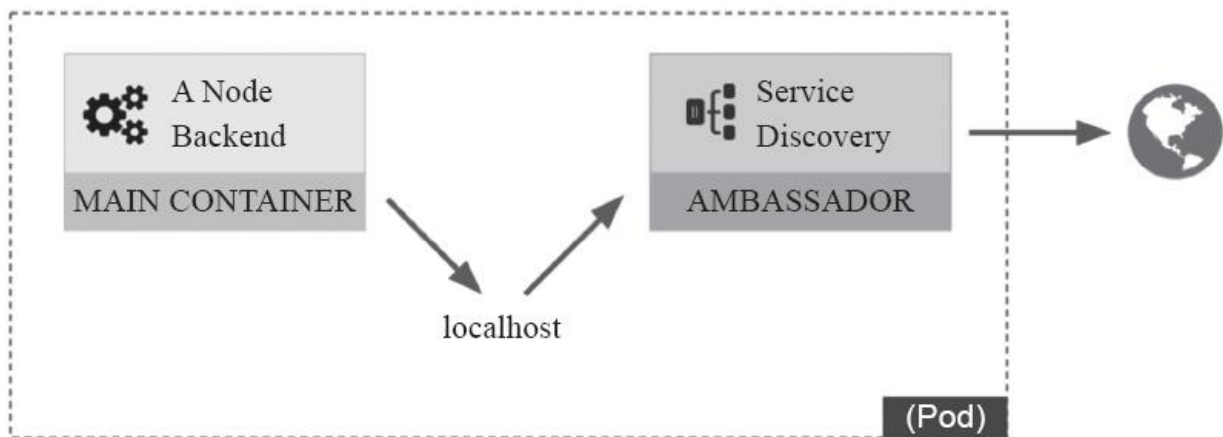 A Node
Backend
MAIN CONTAINER
Service
Discovery
AMBASSADOR
localhost
(Pod)